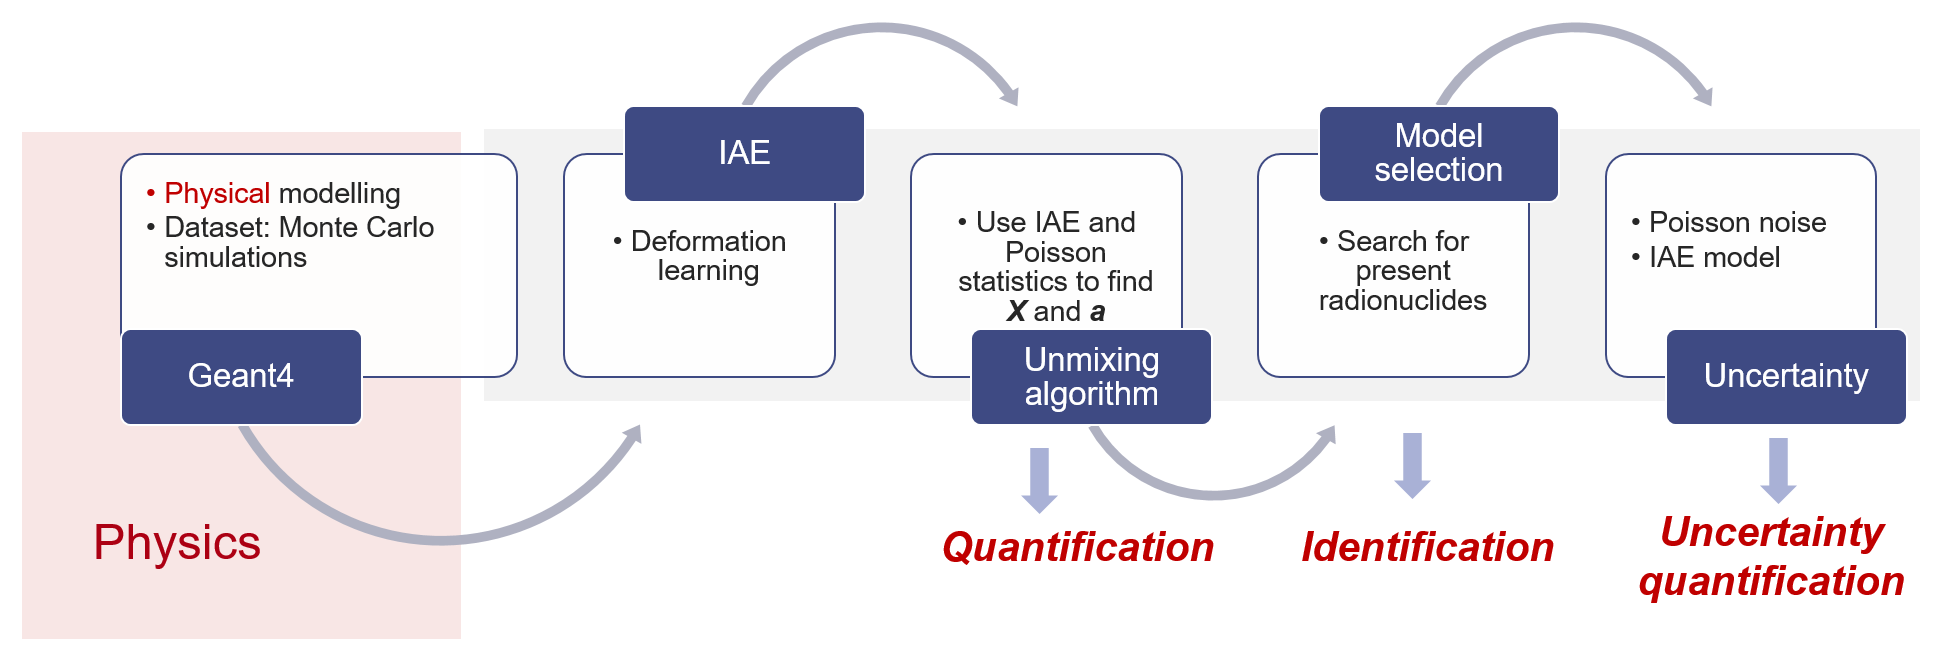 • Physical modelling
• Dataset: Monte Carlo
simulations
Geant4
Physics
IAE
• Deformation
learning
• Use IAE and
Poisson
statistics to find
X and a
Unmixing
algorithm
Quantification
Model
selection
• Search for
present
radionuclides
Identification
• Poisson noise
• IAE model
Uncertainty
Uncertainty
quantification